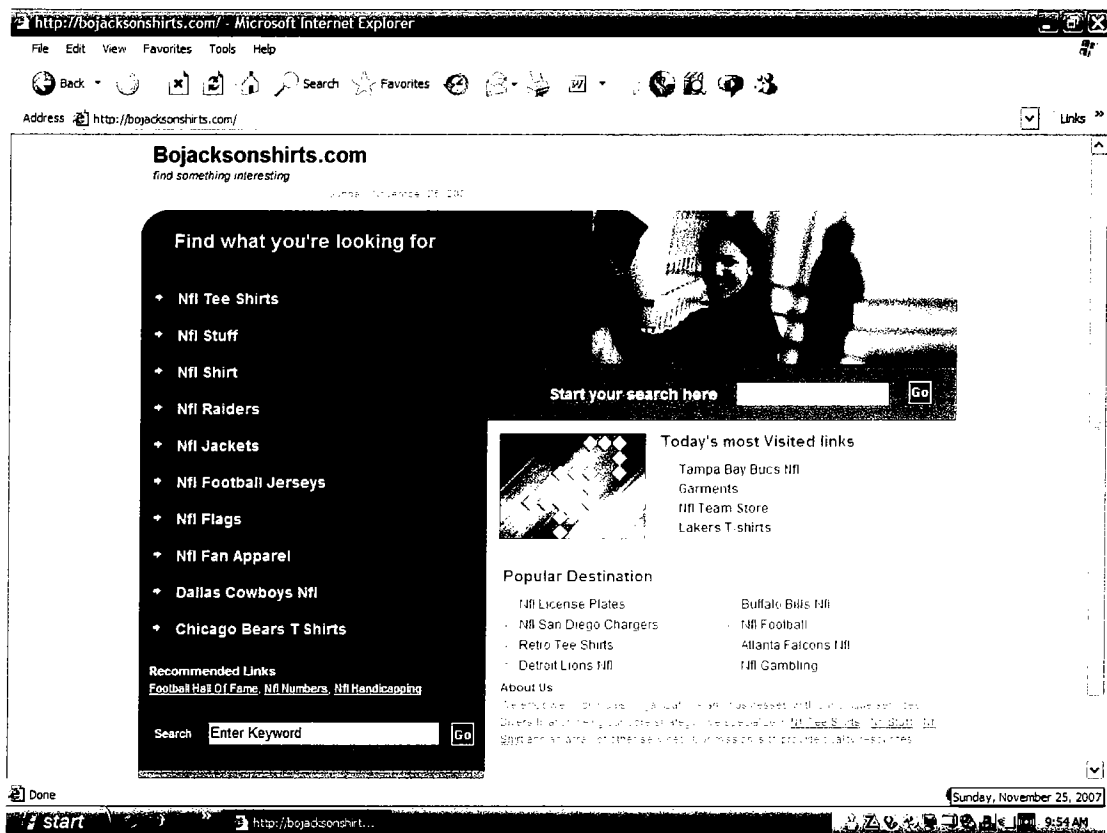 http://bojacksonshirts.com/ - Microsoft Internet Explorer
File Edit View Favorites Tools Help
Back Search Favorites
Address http://bojacksonshirts.com/ Links »
Bojacksonshirts.com
find something interesting
Find what you're looking for
Nfl Tee Shirts
Nfl Stuff
Nfl Shirt
Nfl Raiders
Nfl Jackets
Nfl Football Jerseys
Nfl Flags
Nfl Fan Apparel
Dallas Cowboys Nfl
Chicago Bears T Shirts
Recommended Links
Football Hall Of Fame, Nfl Numbers, Nfl Handicapping
Search Enter Keyword Go
Start your search here Go
Today's most Visited links
Tampa Bay Bucs Nfl
Garments
Nfl Team Store
Lakers T-shirts
Popular Destination
Nfl License Plates Buffalo Bills Nfl
Nfl San Diego Chargers Nfl Football
Retro Tee Shirts Atlanta Falcons Nfl
Detroit Lions Nfl Nfl Gambling
About Us
Done
Sunday, November 25, 2007
start » http://bojacksonshirt... 9:54 AM